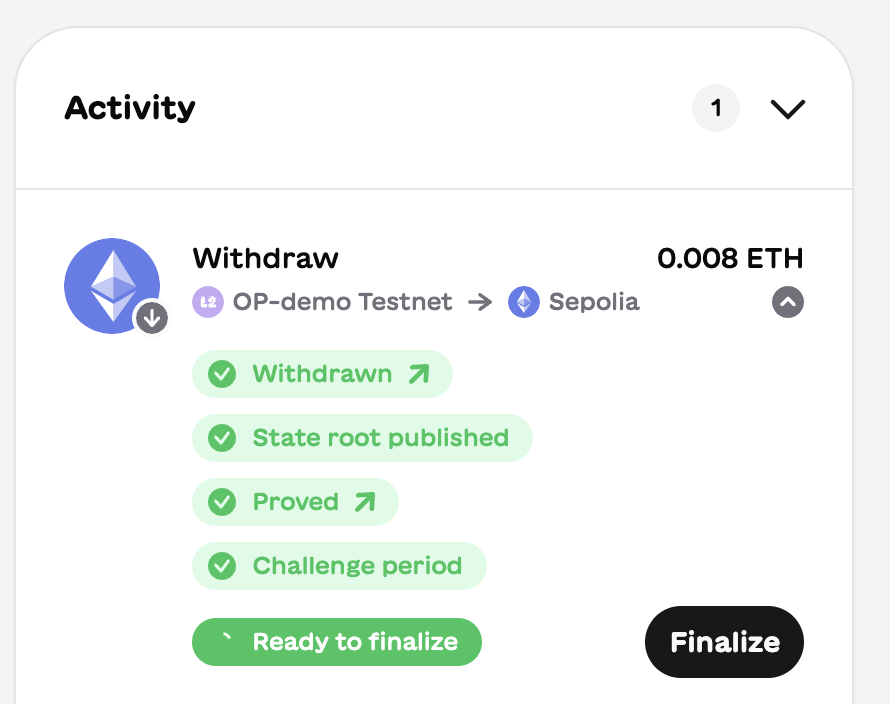 Activity
1
Withdraw
0.008 ETH
L2 OP-demo Testnet → Sepolia
Withdrawn
State root published
Proved
Challenge period
Ready to finalize
Finalize